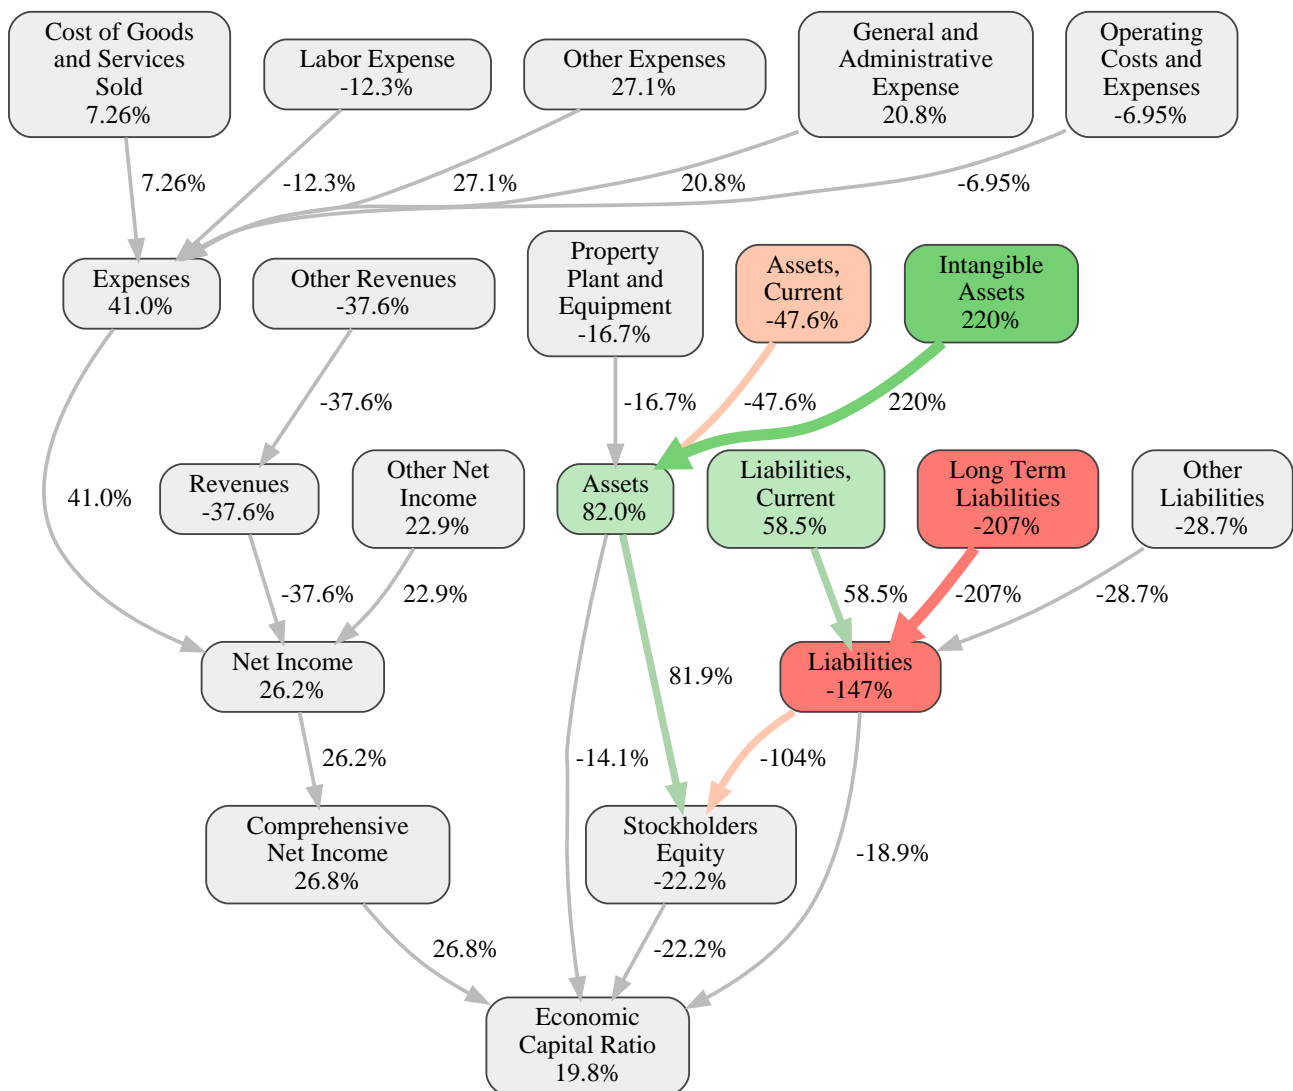 Cost of Goods
and Services
Sold
7.26%
Labor Expense
-12.3%
Other Expenses
27.1%
General and
Administrative
Expense
20.8%
Operating
Costs and
Expenses
-6.95%
7.26%
-12.3%
27.1%
20.8%
-6.95%
Expenses
41.0%
Other Revenues
-37.6%
Property
Plant and
Equipment
-16.7%
Assets,
Current
-47.6%
Intangible
Assets
220%
-37.6%
-16.7%
-47.6%
220%
41.0%
Revenues
-37.6%
Other Net
Income
22.9%
Assets
82.0%
Liabilities,
Current
58.5%
Long Term
Liabilities
-207%
Other
Liabilities
-28.7%
-37.6%
22.9%
58.5%
-207%
-28.7%
Net Income
26.2%
81.9%
Liabilities
-147%
26.2%
-14.1%
-104%
Comprehensive
Net Income
26.8%
Stockholders
Equity
-22.2%
-18.9%
26.8%
-22.2%
Economic
Capital Ratio
19.8%